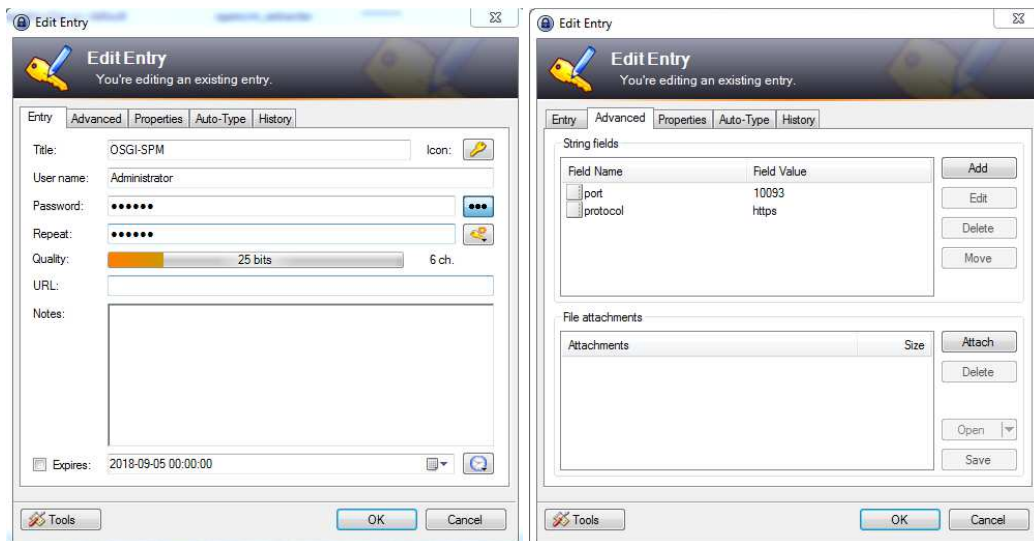 Edit Entry
Edit Entry
You're editing an existing entry.
Entry Advanced Properties Auto-Type History
Title: OSGI-SPM Icon:
User name: Administrator
Password: ●●●●●● ●●●
Repeat: ●●●●●●
Quality: 25 bits 6 ch.
URL:
Notes:
Expires: 2018-09-05 00:00:00
Tools OK Cancel
Edit Entry
Edit Entry
You're editing an existing entry.
Entry Advanced Properties Auto-Type History
String fields
Field Name Field Value Add
port 10093
protocol https
Edit
Delete
Move
File attachments
Attachments Size Attach
Delete
Open
Save
Tools OK Cancel